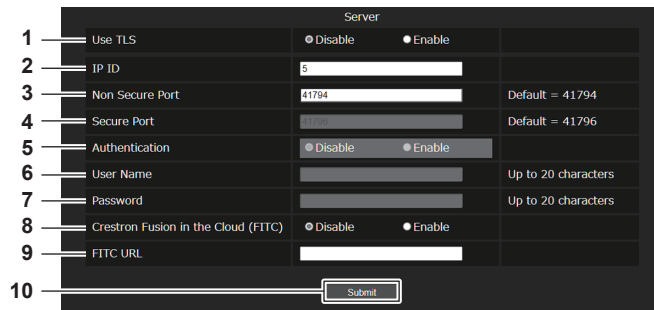 Server
1 Use TLS Disable Enable
2 IP ID 5
3 Non Secure Port 41794 Default = 41794
4 Secure Port 41796 Default = 41796
5 Authentication Disable Enable
6 User Name Up to 20 characters
7 Password Up to 20 characters
8 Crestron Fusion in the Cloud (FITC) Disable Enable
9 FITC URL
10 Submit